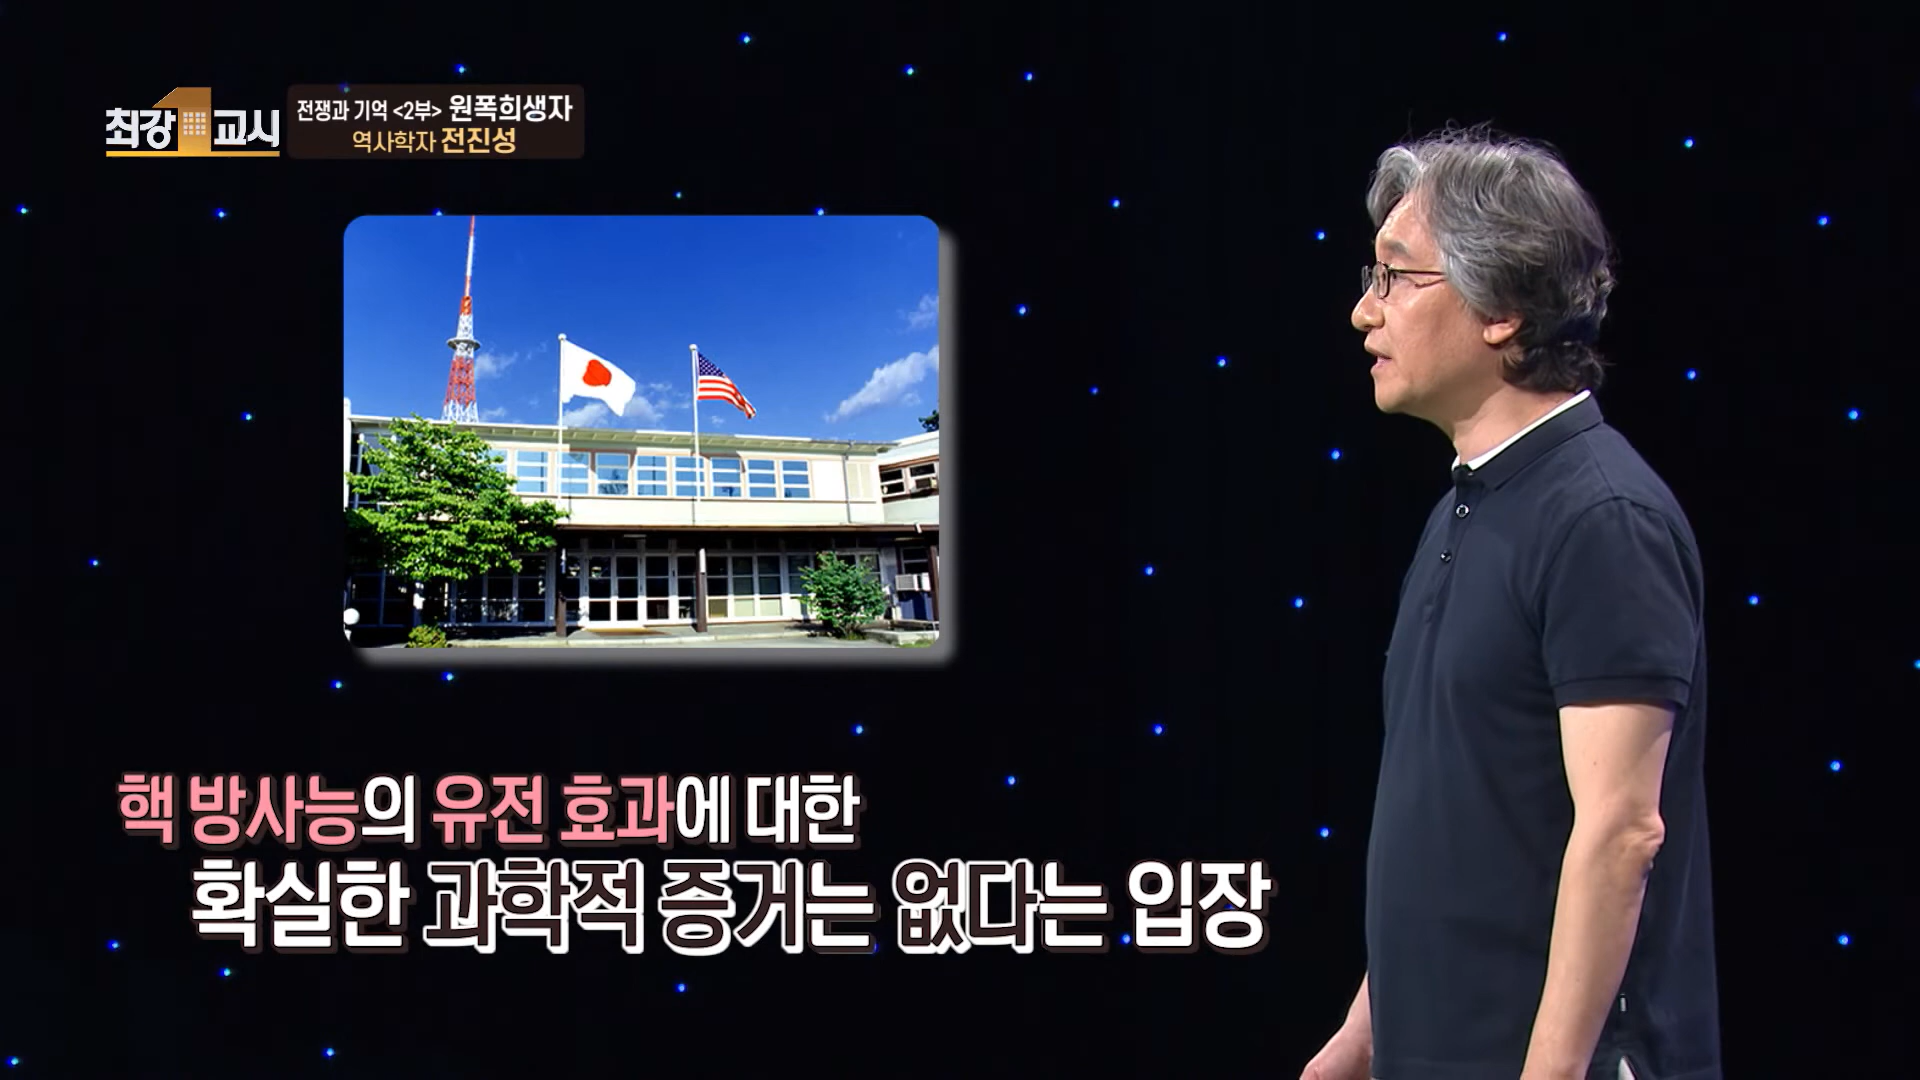 최강1교시
전쟁과 기억 <2부> 원폭희생자
역사학자 전진성
핵 방사능의 유전 효과에 대한
확실한 과학적 증거는 없다는 입장